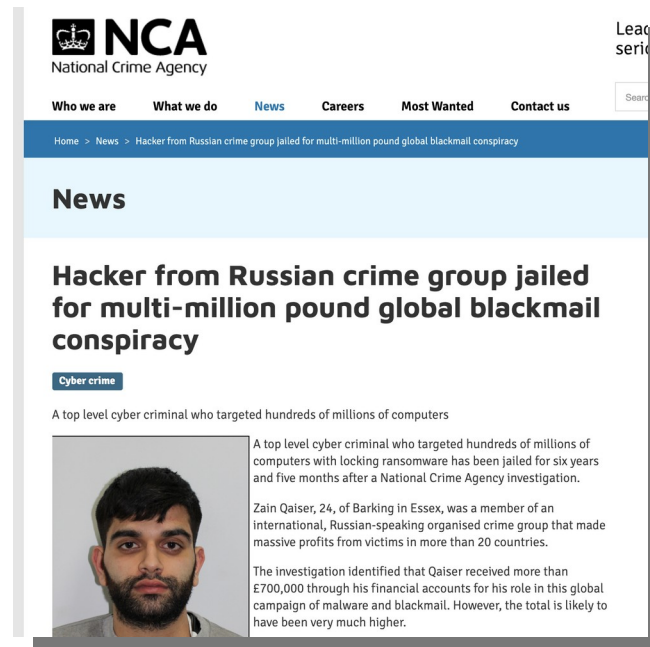 NCA
National Crime Agency
Who we are What we do News Careers Most Wanted Contact us
Home > News > Hacker from Russian crime group jailed for multi-million pound global blackmail conspiracy
News
Hacker from Russian crime group jailed
for multi-million pound global blackmail
conspiracy
Cyber crime
A top level cyber criminal who targeted hundreds of millions of computers
A top level cyber criminal who targeted hundreds of millions of
computers with locking ransomware has been jailed for six years
and five months after a National Crime Agency investigation.
Zain Qaiser, 24, of Barking in Essex, was a member of an
international, Russian-speaking organised crime group that made
massive profits from victims in more than 20 countries.
The investigation identified that Qaiser received more than
£700,000 through his financial accounts for his role in this global
campaign of malware and blackmail. However, the total is likely to
have been very much higher.